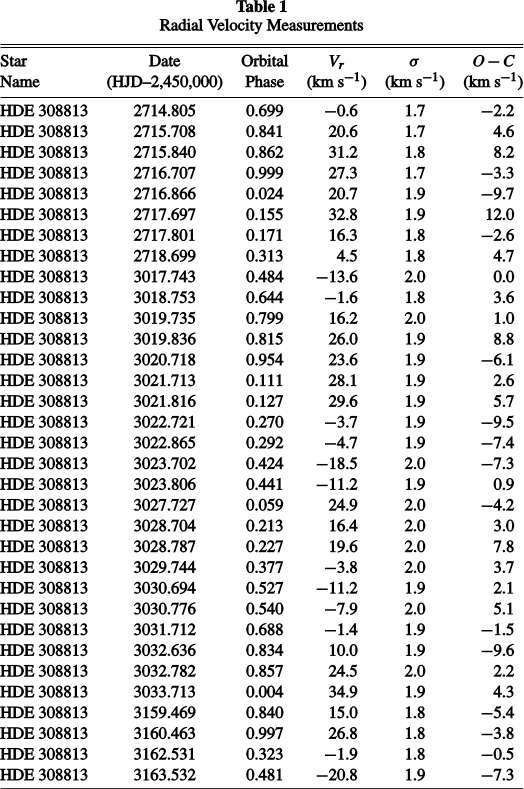 Table 1
Radial Velocity Measurements
Star Date Orbital Vr σ O − C
Name (HJD–2,450,000) Phase (km s−1) (km s−1) (km s−1)
HDE 308813 2714.805 0.699 −0.6 1.7 −2.2
HDE 308813 2715.708 0.841 20.6 1.7 4.6
HDE 308813 2715.840 0.862 31.2 1.8 8.2
HDE 308813 2716.707 0.999 27.3 1.7 −3.3
HDE 308813 2716.866 0.024 20.7 1.9 −9.7
HDE 308813 2717.697 0.155 32.8 1.9 12.0
HDE 308813 2717.801 0.171 16.3 1.8 −2.6
HDE 308813 2718.699 0.313 4.5 1.8 4.7
HDE 308813 3017.743 0.484 −13.6 2.0 0.0
HDE 308813 3018.753 0.644 −1.6 1.8 3.6
HDE 308813 3019.735 0.799 16.2 2.0 1.0
HDE 308813 3019.836 0.815 26.0 1.9 8.8
HDE 308813 3020.718 0.954 23.6 1.9 −6.1
HDE 308813 3021.713 0.111 28.1 1.9 2.6
HDE 308813 3021.816 0.127 29.6 1.9 5.7
HDE 308813 3022.721 0.270 −3.7 1.9 −9.5
HDE 308813 3022.865 0.292 −4.7 1.9 −7.4
HDE 308813 3023.702 0.424 −18.5 2.0 −7.3
HDE 308813 3023.806 0.441 −11.2 1.9 0.9
HDE 308813 3027.727 0.059 24.9 2.0 −4.2
HDE 308813 3028.704 0.213 16.4 2.0 3.0
HDE 308813 3028.787 0.227 19.6 2.0 7.8
HDE 308813 3029.744 0.377 −3.8 2.0 3.7
HDE 308813 3030.694 0.527 −11.2 1.9 2.1
HDE 308813 3030.776 0.540 −7.9 2.0 5.1
HDE 308813 3031.712 0.688 −1.4 1.9 −1.5
HDE 308813 3032.636 0.834 10.0 1.9 −9.6
HDE 308813 3032.782 0.857 24.5 2.0 2.2
HDE 308813 3033.713 0.004 34.9 1.9 4.3
HDE 308813 3159.469 0.840 15.0 1.8 −5.4
HDE 308813 3160.463 0.997 26.8 1.8 −3.8
HDE 308813 3162.531 0.323 −1.9 1.8 −0.5
HDE 308813 3163.532 0.481 −20.8 1.9 −7.3